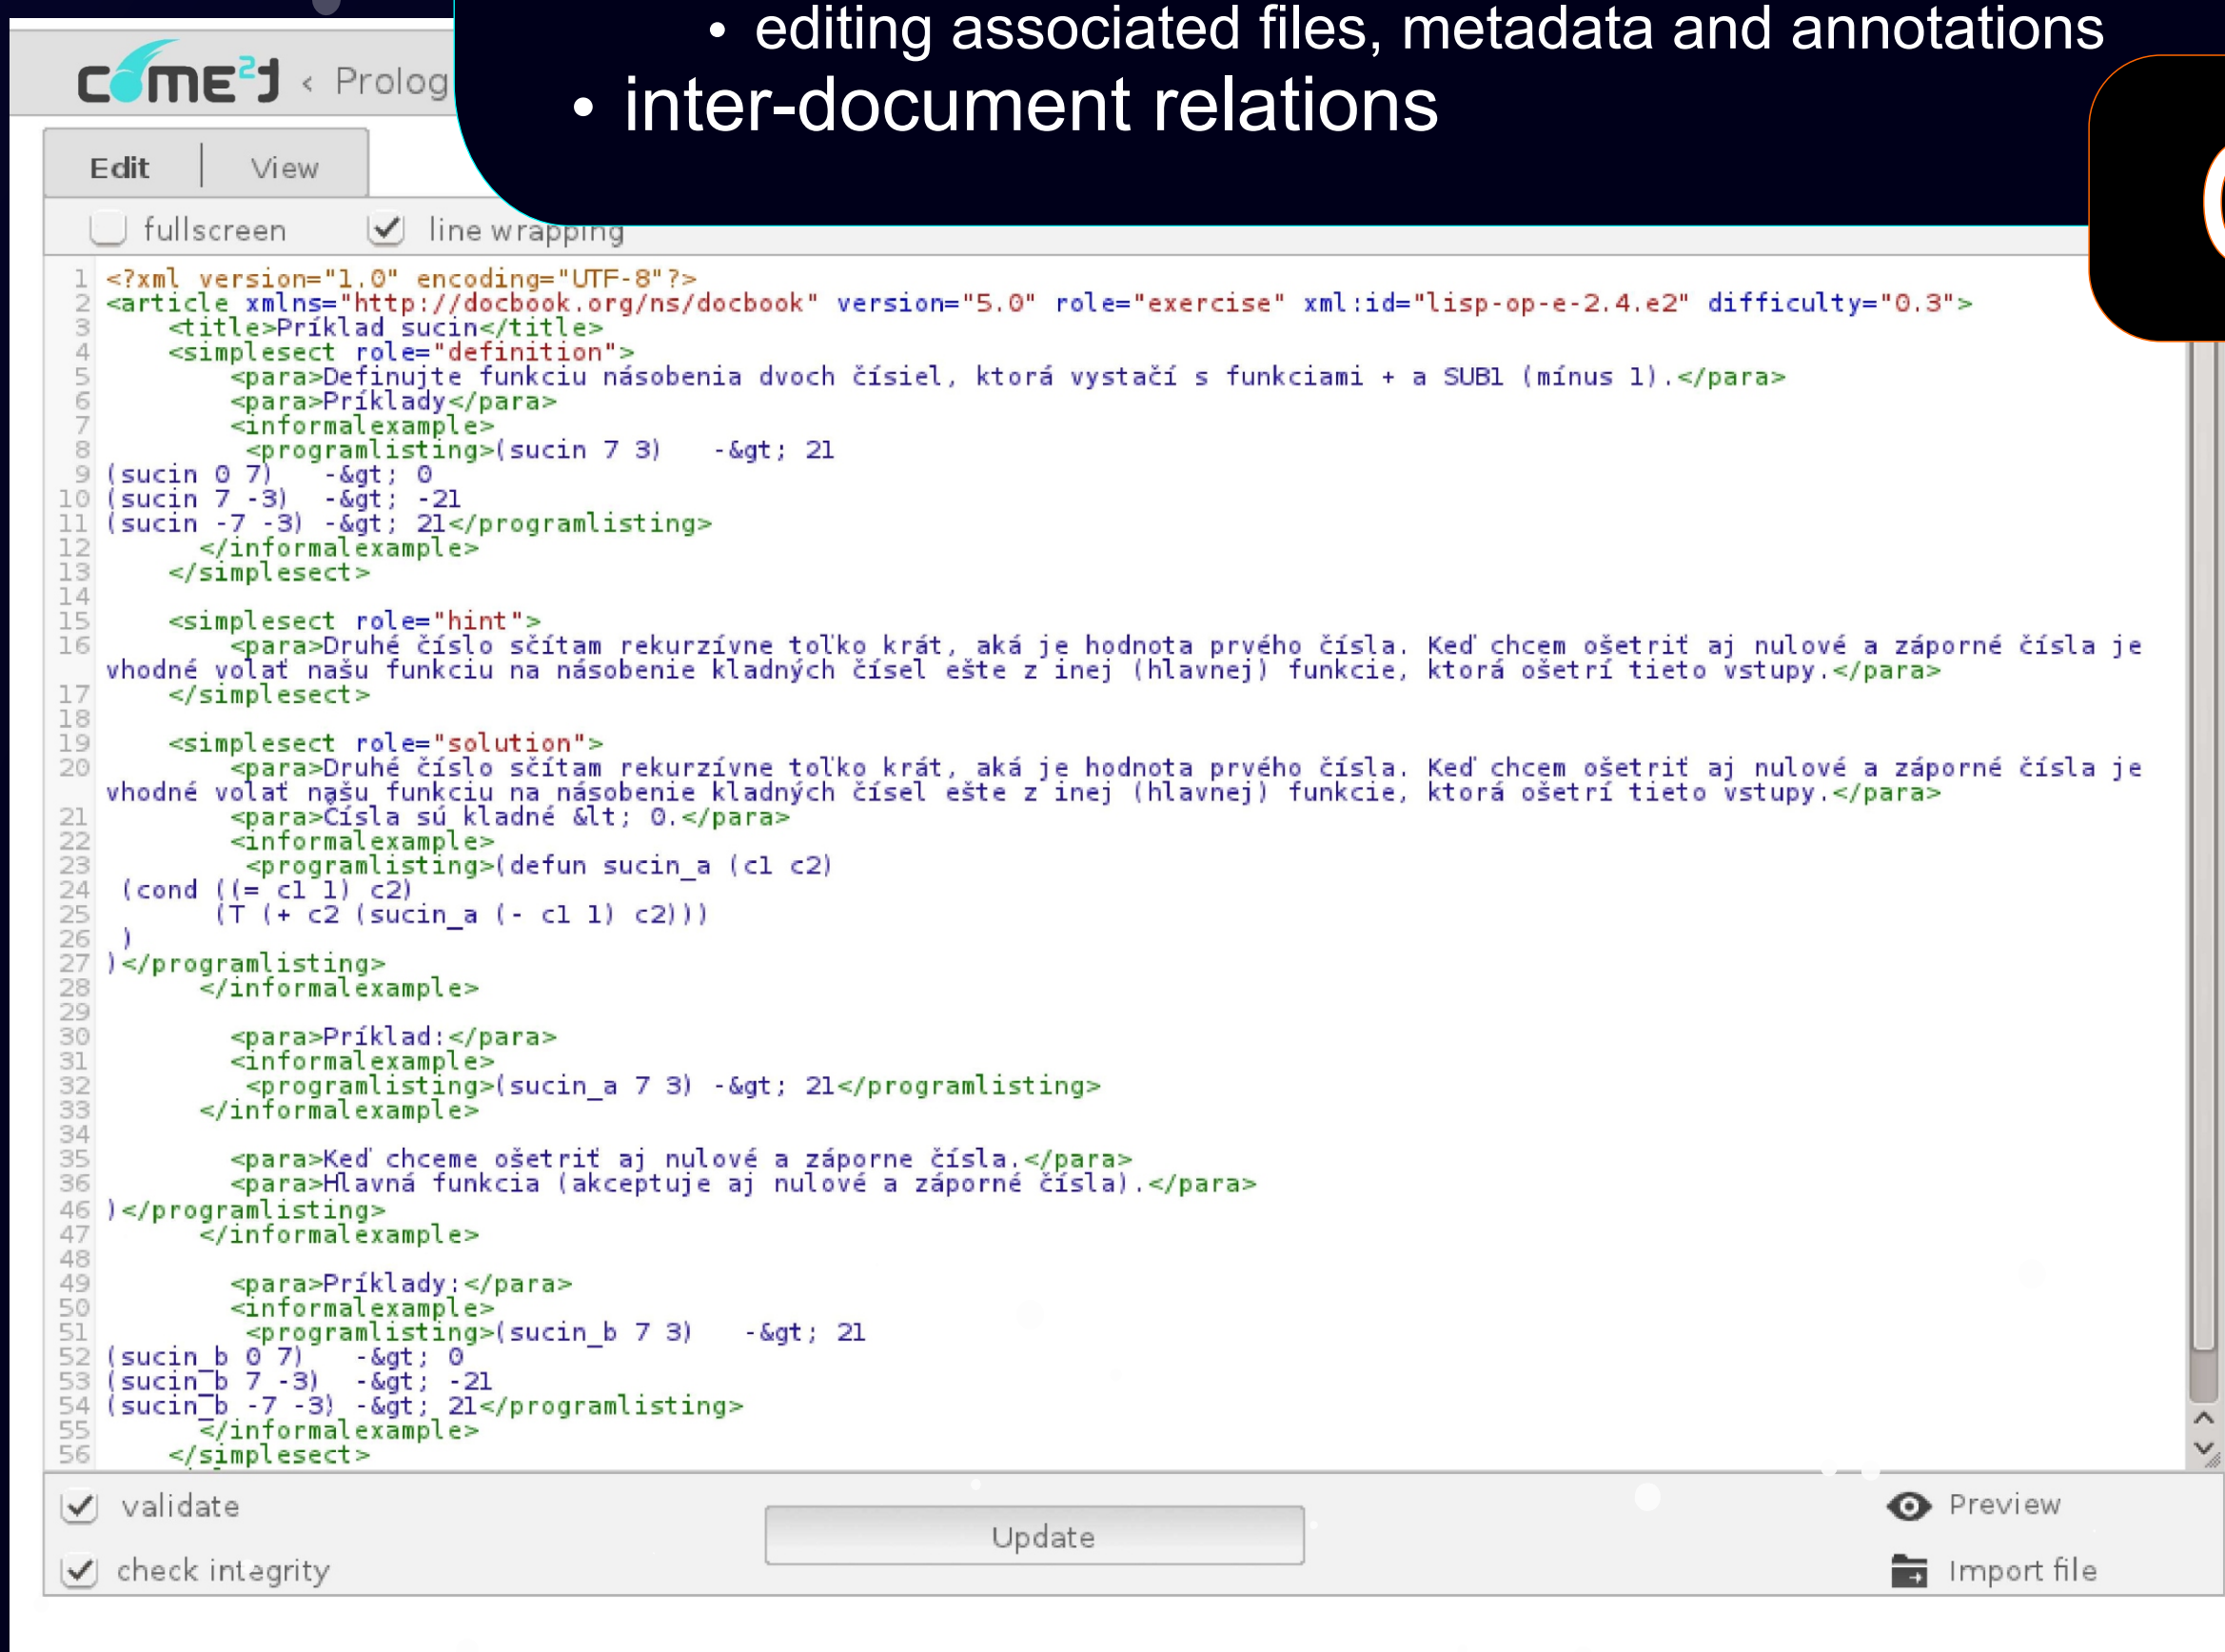 • editing associated files, metadata and annotations
• inter-document relations
COME²J ‹ Prolog
Edit | View
fullscreen line wrapping
1 <?xml version="1.0" encoding="UTF-8"?>
2 <article xmlns="http://docbook.org/ns/docbook" version="5.0" role="exercise" xml:id="lisp-op-e-2.4.e2" difficulty="0.3">
3 <title>Príklad sucin</title>
4 <simplesect role="definition">
5 <para>Definujte funkciu násobenia dvoch čísiel, ktorá vystačí s funkciami + a SUB1 (mínus 1).</para>
6 <para>Príklady</para>
7 <informalexample>
8 <programlisting>(sucin 7 3) -&gt; 21
9 (sucin 0 7) -&gt; 0
10 (sucin 7 -3) -&gt; -21
11 (sucin -7 -3) -&gt; 21</programlisting>
12 </informalexample>
13 </simplesect>
14
15 <simplesect role="hint">
16 <para>Druhé číslo sčítam rekurzívne toľko krát, aká je hodnota prvého čísla. Keď chcem ošetriť aj nulové a záporné čísla je
vhodné volať našu funkciu na násobenie kladných čísel ešte z inej (hlavnej) funkcie, ktorá ošetrí tieto vstupy.</para>
17 </simplesect>
18
19 <simplesect role="solution">
20 <para>Druhé číslo sčítam rekurzívne toľko krát, aká je hodnota prvého čísla. Keď chcem ošetriť aj nulové a záporné čísla je
vhodné volať našu funkciu na násobenie kladných čísel ešte z inej (hlavnej) funkcie, ktorá ošetrí tieto vstupy.</para>
21 <para>Čísla sú kladné &lt; 0.</para>
22 <informalexample>
23 <programlisting>(defun sucin_a (c1 c2)
24 (cond ((= c1 1) c2)
25 (T (+ c2 (sucin_a (- c1 1) c2)))
26 )
27 )</programlisting>
28 </informalexample>
29
30 <para>Príklad:</para>
31 <informalexample>
32 <programlisting>(sucin_a 7 3) -&gt; 21</programlisting>
33 </informalexample>
34
35 <para>Keď chceme ošetriť aj nulové a záporne čísla.</para>
36 <para>Hlavná funkcia (akceptuje aj nulové a záporné čísla).</para>
46 )</programlisting>
47 </informalexample>
48
49 <para>Príklady:</para>
50 <informalexample>
51 <programlisting>(sucin_b 7 3) -&gt; 21
52 (sucin_b 0 7) -&gt; 0
53 (sucin_b 7 -3) -&gt; -21
54 (sucin_b -7 -3) -&gt; 21</programlisting>
55 </informalexample>
56 </simplesect>
validate
Update
Preview
check integrity
Import file